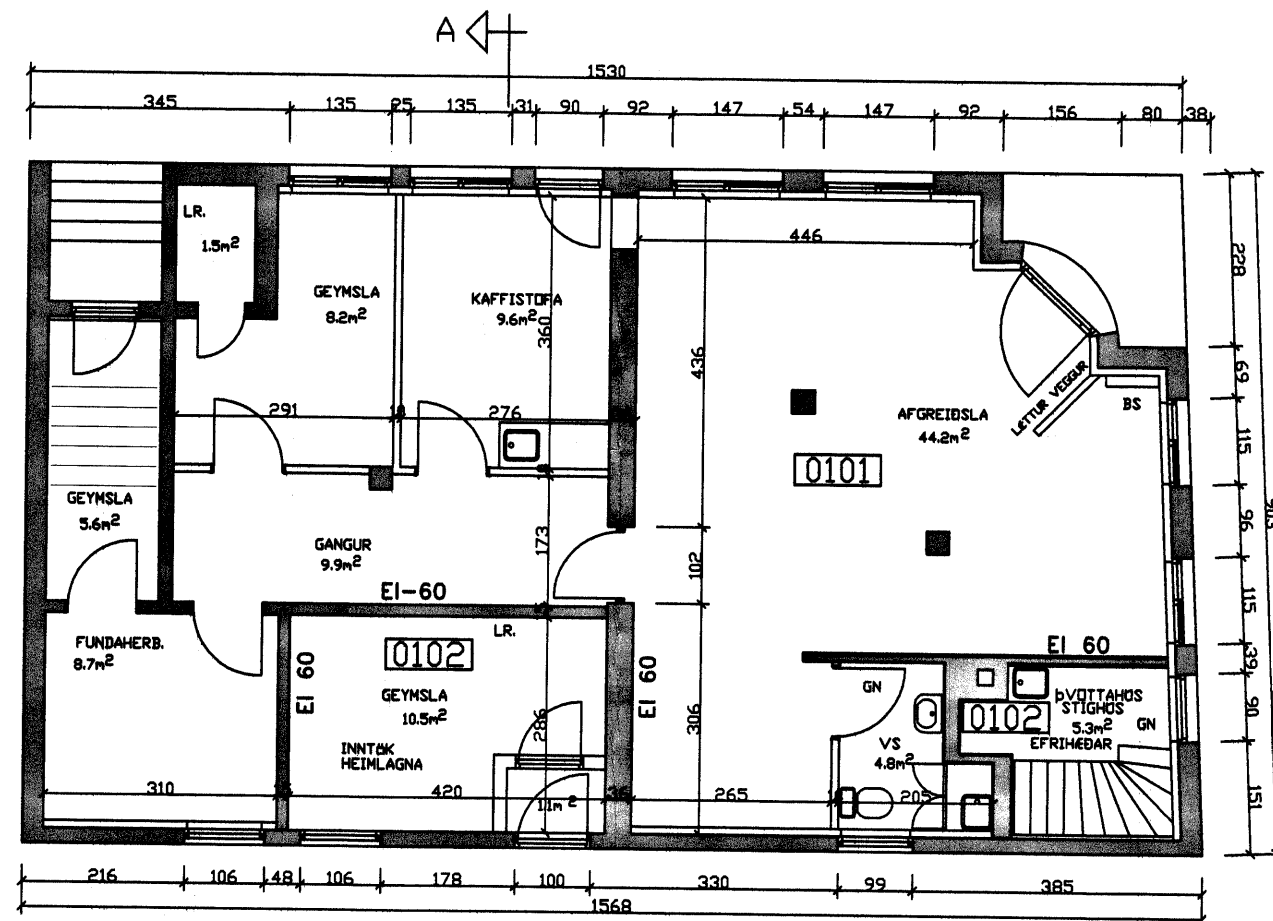 A
1530
345 135 25 135 31 90 92 147 54 147 92 156 80 38
LR.
1.5m²
GEYMSLA
8.2m²
KAFFISTOFA
9.6m²
360
446
228
436
69
LÉTTUR VEGGUR
BS
AFGREIÐSLA
44.2m²
291
276
0101
115
GEYMSLA
5.6m²
96
GANGUR
9.9m²
173
102
EI-60
115
EI 60
39
FUNDAHERB.
8.7m²
LR.
0102
EI 60
GEYMSLA
10.5m²
286
INNTÖK
HEIMLAGNA
EI 60
306
GN
VS
4.8m²
ÞVOTTAHÚS
STIGHÚS
0102
5.3m²
GN
EFRIHÆÐAR
90
310
420
1.1m²
36
265
205
151
216 106 48 106 178 100 330 99 385
1568